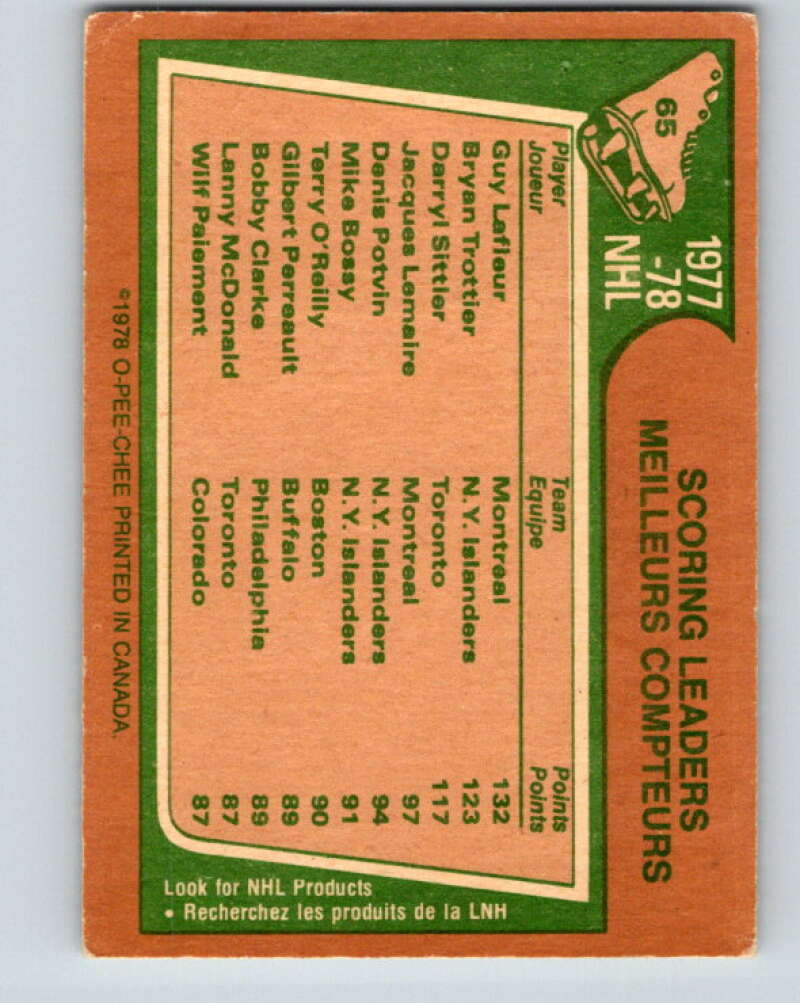 65
1977
-78
NHL
SCORING LEADERS
MEILLEURS COMPTEURS
Player Team Points
Joueur Equipe Points
Guy Lafleur Montreal 132
Bryan Trottier N.Y. Islanders 123
Darryl Sittler Toronto 117
Jacques Lemaire Montreal 97
Denis Potvin N.Y. Islanders 94
Mike Bossy N.Y. Islanders 91
Terry O'Reilly Boston 90
Gilbert Perreault Buffalo 89
Bobby Clarke Philadelphia 89
Lanny McDonald Toronto 87
Wilf Paiement Colorado 87
Look for NHL Products
• Recherchez les produits de la LNH
©1978 O-PEE-CHEE PRINTED IN CANADA.